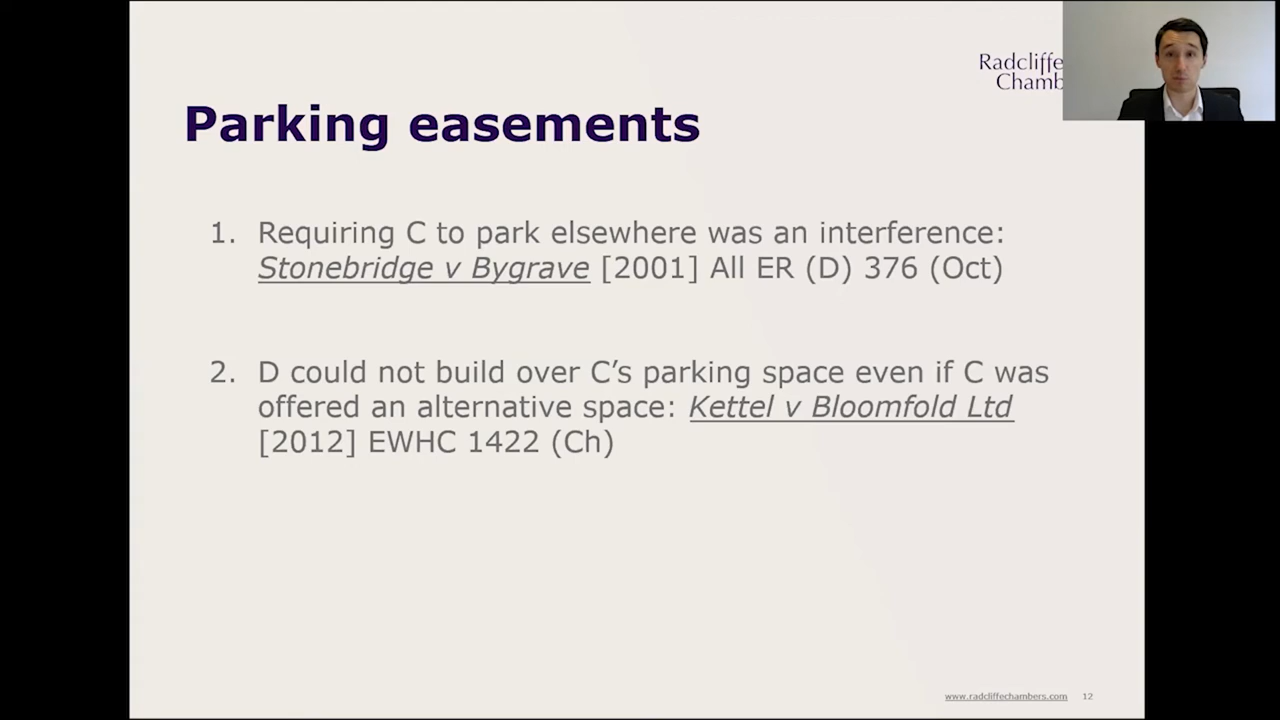 Radcliffe
Chamb
Parking easements
1. Requiring C to park elsewhere was an interference:
Stonebridge v Bygrave [2001] All ER (D) 376 (Oct)
2. D could not build over C’s parking space even if C was
offered an alternative space: Kettel v Bloomfold Ltd
[2012] EWHC 1422 (Ch)
www.radcliffechambers.com 12